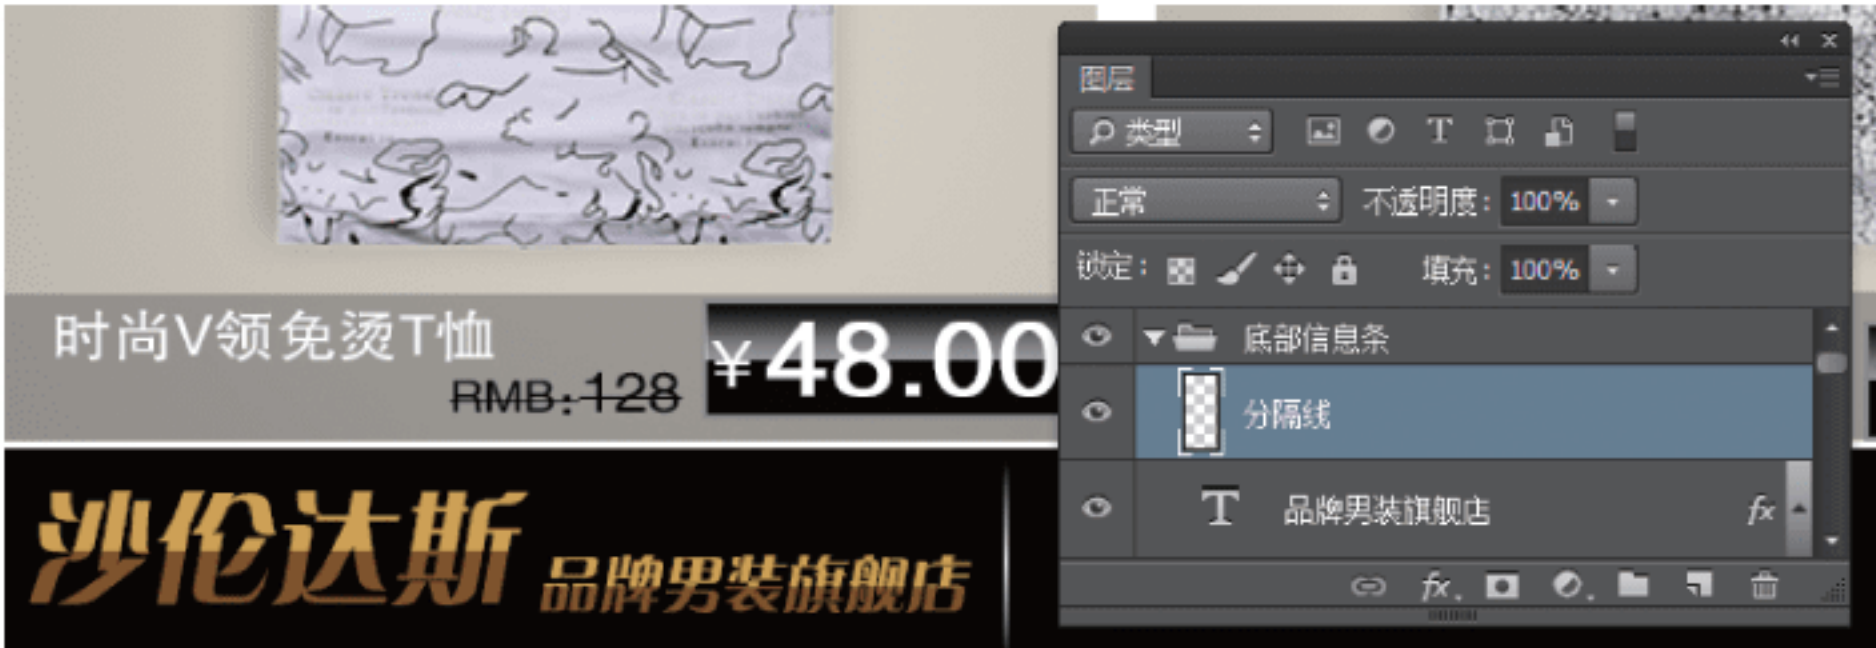 时尚V领免烫T恤
RMB:128
¥48.00
沙伦达斯
品牌男装旗舰店
图层
类型
正常
不透明度: 100%
锁定:
填充: 100%
底部信息条
分隔线
T 品牌男装旗舰店 fx
fx.